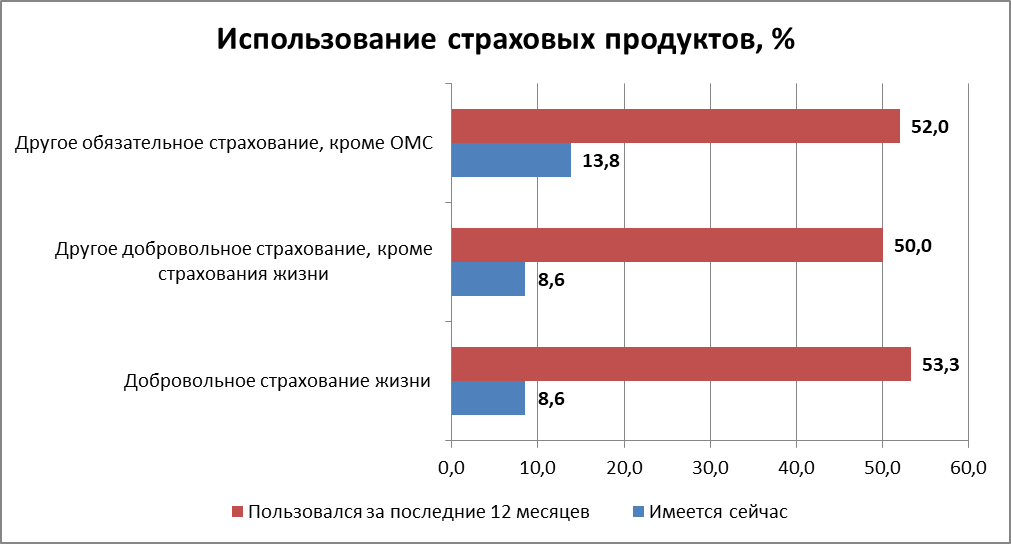 Использование страховых продуктов, %
Другое обязательное страхование, кроме ОМС
52,0
13,8
Другое добровольное страхование, кроме
страхования жизни
50,0
8,6
Добровольное страхование жизни
53,3
8,6
0,0 10,0 20,0 30,0 40,0 50,0 60,0
Пользовался за последние 12 месяцев Имеется сейчас